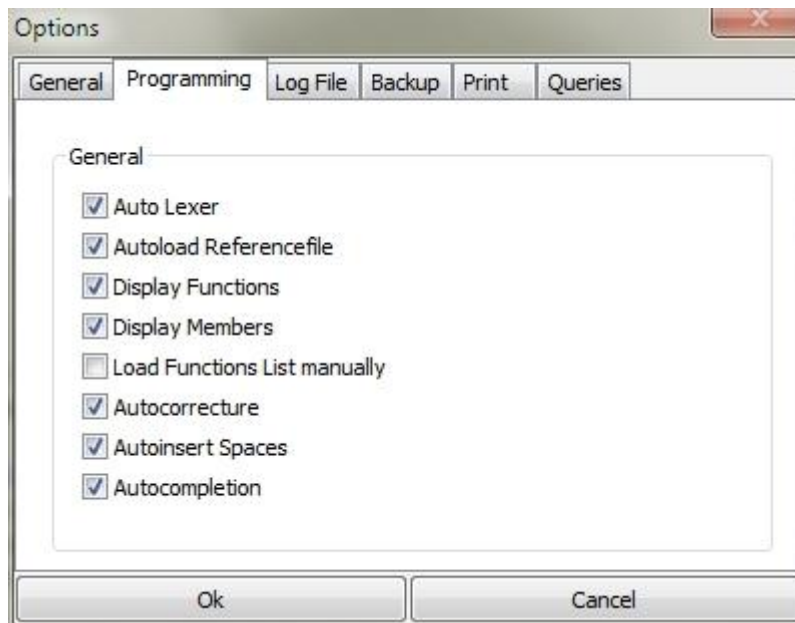 Options
General Programming Log File Backup Print Queries
General
Auto Lexer
Autoload Referencefile
Display Functions
Display Members
Load Functions List manually
Autocorrecture
Autoinsert Spaces
Autocompletion
Ok Cancel